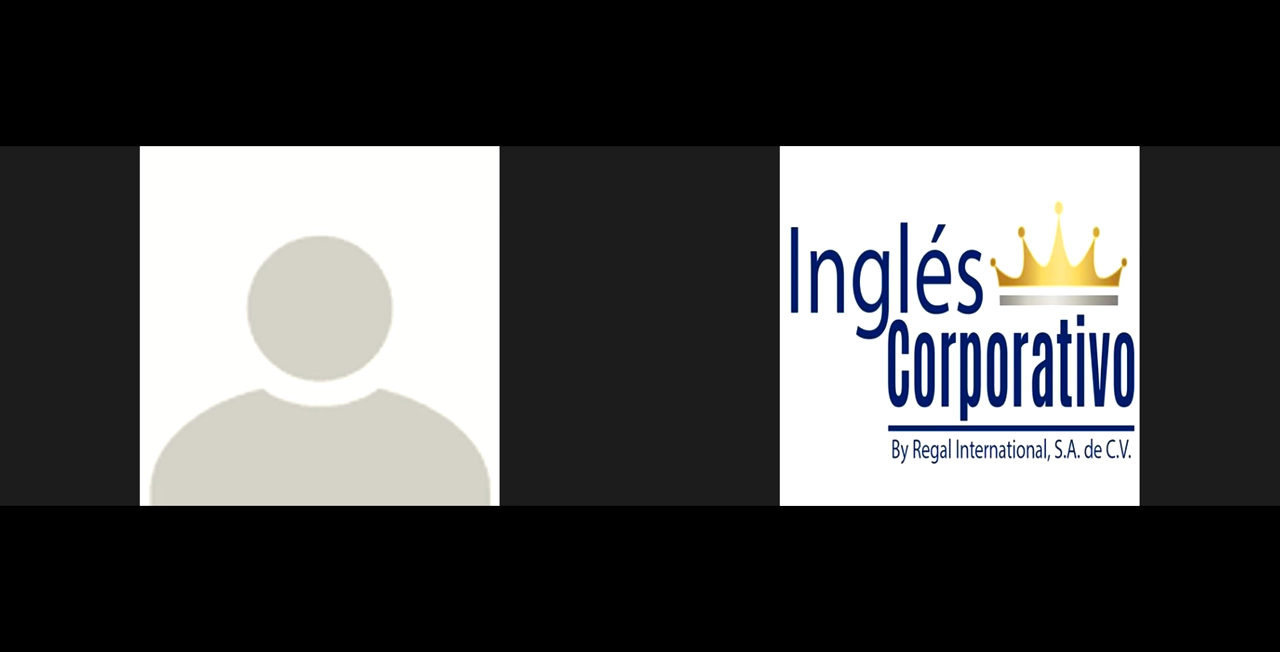 Inglés
Corporativo
By Regal International, S.A. de C.V.